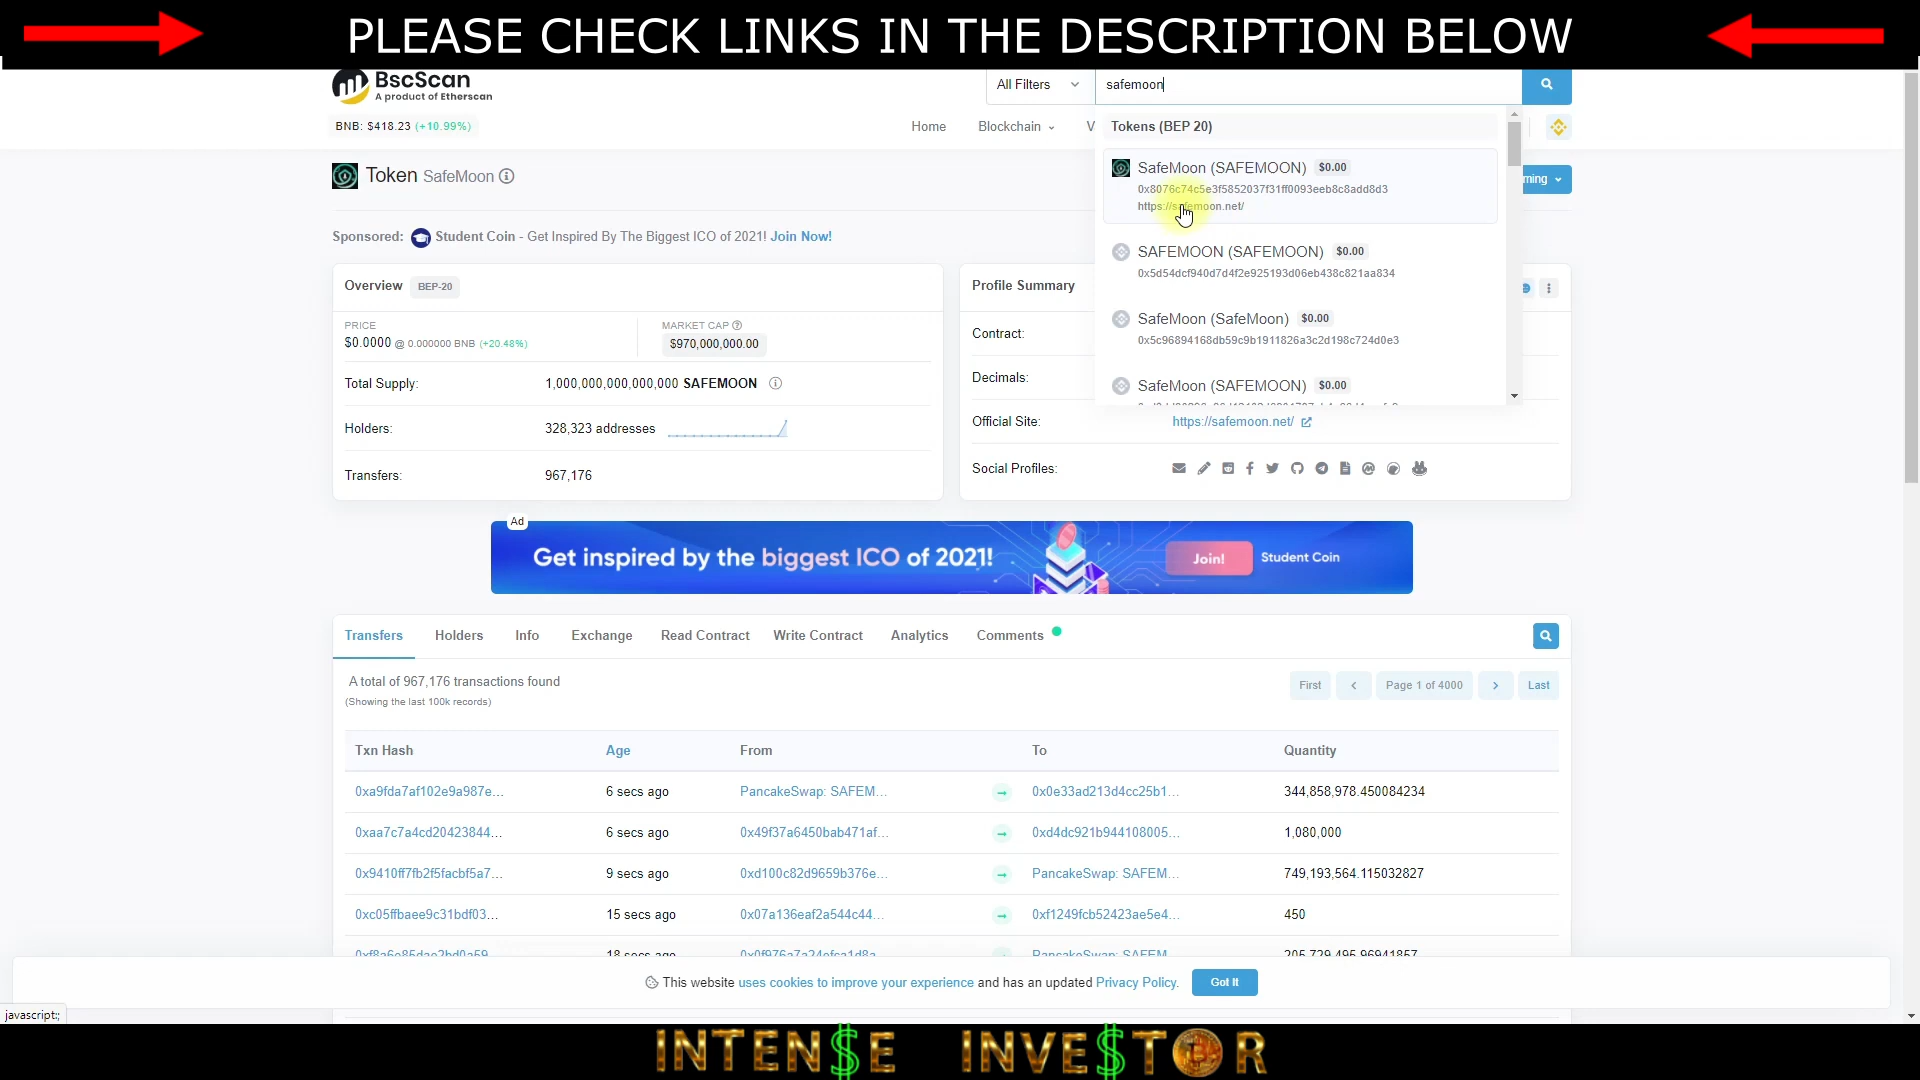 PLEASE CHECK LINKS IN THE DESCRIPTION BELOW
BscScan
A product of Etherscan
All Filters
safemoon
BNB: $418.23 (+10.99%)
Home
Blockchain
V
Tokens (BEP 20)
SafeMoon (SAFEMOON) $0.00
0x8076c74c5e3f5852037f31ff0093eeb8c8add8d3
https://safemoon.net/
SAFEMOON (SAFEMOON) $0.00
0x5d54dcf940d7d4f2e925193d06eb438c821aa834
SafeMoon (SafeMoon) $0.00
0x5c96894168db59c9b1911826a3c2d198c724d0e3
SafeMoon (SAFEMOON) $0.00
Token SafeMoon
ming
Sponsored: Student Coin - Get Inspired By The Biggest ICO of 2021! Join Now!
Overview BEP-20
PRICE
$0.0000 @ 0.000000 BNB (+20.48%)
MARKET CAP
$970,000,000.00
Total Supply: 1,000,000,000,000,000 SAFEMOON
Holders: 328,323 addresses
Transfers: 967,176
Profile Summary
Contract:
Decimals:
Official Site: https://safemoon.net/
Social Profiles:
Ad
Get inspired by the biggest ICO of 2021! Join! Student Coin
Transfers Holders Info Exchange Read Contract Write Contract Analytics Comments
A total of 967,176 transactions found
(Showing the last 100k records)
First Page 1 of 4000 Last
Txn Hash Age From To Quantity
0xa9fda7af102e9a987e... 6 secs ago PancakeSwap: SAFEM... 0x0e33ad213d4cc25b1... 344,858,978.450084234
0xaa7c7a4cd20423844... 6 secs ago 0x49f37a6450bab471af... 0xd4dc921b944108005... 1,080,000
0x9410ff7fb2f5facbf5a7... 9 secs ago 0xd100c82d9659b376e... PancakeSwap: SAFEM... 749,193,564.115032827
0xc05ffbaee9c31bdf03... 15 secs ago 0x07a136eaf2a544c44... 0xf1249fcb52423ae5e4... 450
18 secs ago PancakeSwap: SAFEM...
This website uses cookies to improve your experience and has an updated Privacy Policy. Got It
javascript:;
INTEN$E INVE$TOR